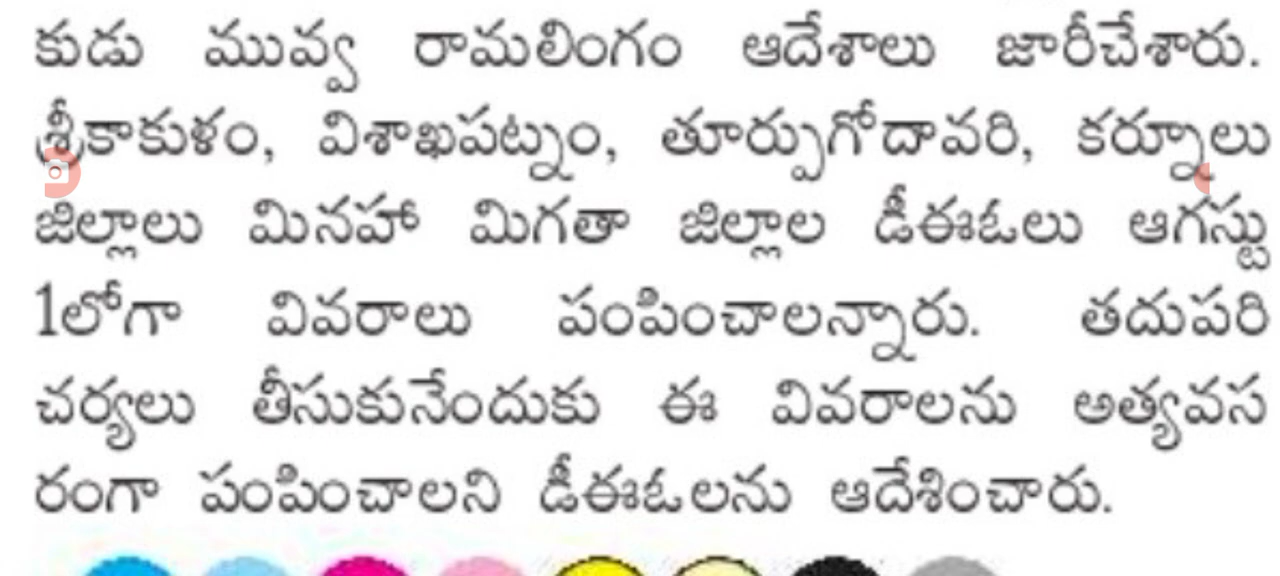 కుడు మువ్వ రామలింగం ఆదేశాలు జారీచేశారు.
శ్రీకాకుళం, విశాఖపట్నం, తూర్పుగోదావరి, కర్నూలు
జిల్లాలు మినహా మిగతా జిల్లాల డీఈఓలు ఆగస్టు
1లోగా వివరాలు పంపించాలన్నారు. తదుపరి
చర్యలు తీసుకునేందుకు ఈ వివరాలను అత్యవస
రంగా పంపించాలని డీఈఓలను ఆదేశించారు.